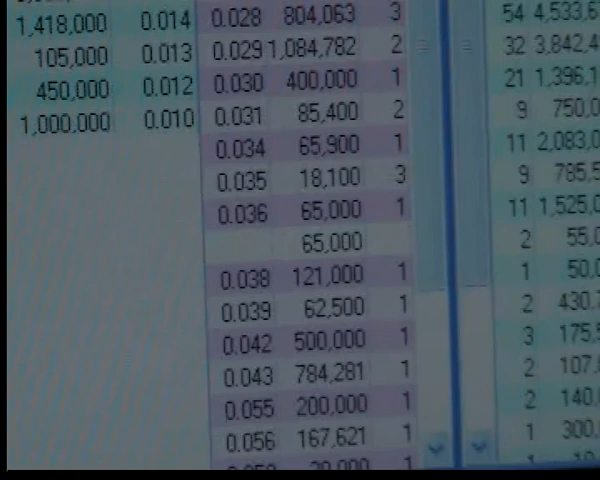 1,418,000 0.014 0.028 804,063 3 54 4,533,6
105,000 0.013 0.029 1,084,782 2 32 3,842,4
450,000 0.012 0.030 400,000 1 21 1,396,1
1,000,000 0.010 0.031 85,400 2 9 750,0
0.034 65,900 1 11 2,083,0
0.035 18,100 3 9 785,5
0.036 65,000 1 11 1,525,0
65,000 2 55,0
0.038 121,000 1 1 50,0
0.039 62,500 1 2 430,7
0.042 500,000 1 3 175,5
0.043 784,281 1 2 107,
0.055 200,000 1 2 140,
0.056 167,621 1 1 300,